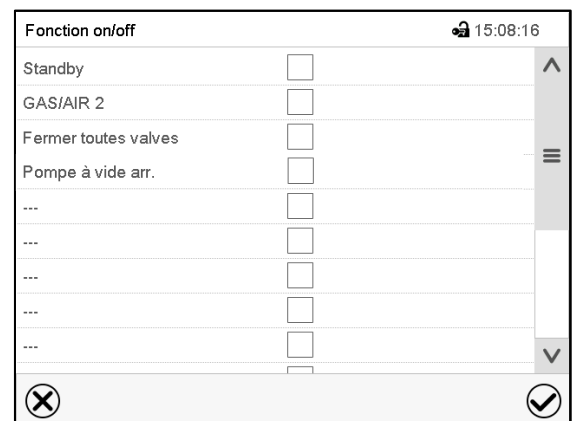 Fonction on/off 15:08:16
Standby
GAS/AIR 2
Fermer toutes valves
Pompe à vide arr.
---
---
---
---
---